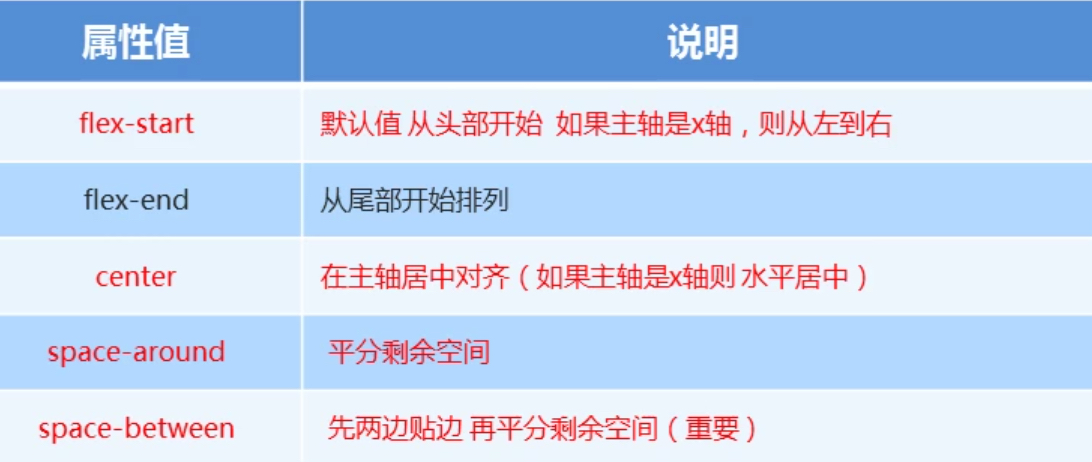 属性值 说明
flex-start 默认值 从头部开始 如果主轴是x轴，则从左到右
flex-end 从尾部开始排列
center 在主轴居中对齐（如果主轴是x轴则 水平居中）
space-around 平分剩余空间
space-between 先两边贴边 再平分剩余空间（重要）